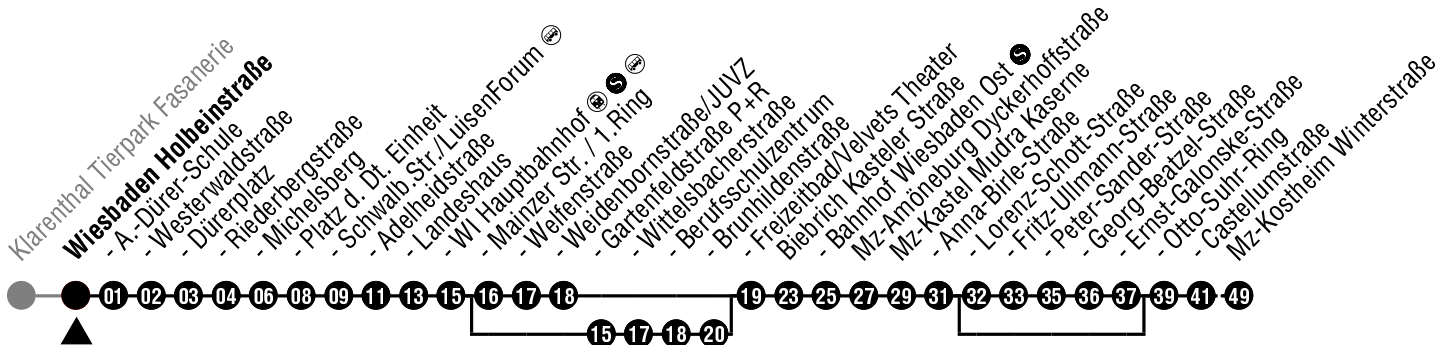 Klarenthal Tierpark Fasanerie
Wiesbaden Holbeinstraße
- A.-Dürer-Schule
- Westerwaldstraße
- Dürerplatz
- Riederbergstraße
- Michelsberg
- Platz d. Dt. Einheit
- Schwalb.Str./LuisenForum
- Adelheidstraße
- Landeshaus
- WI Hauptbahnhof S
- Mainzer Str. / 1.Ring
- Welfenstraße
- Weidenbornstraße/JUVZ
- Gartenfeldstraße P+R
- Wittelsbacherstraße
- Berufsschulzentrum
- Brunhildenstraße
- Freizeitbad/Velvets Theater
Biebrich Kasteler Straße
- Bahnhof Wiesbaden Ost S
Mz-Amöneburg Dyckerhoffstraße
Mz-Kastel Mudra Kaserne
- Anna-Birle-Straße
- Lorenz-Schott-Straße
- Fritz-Ullmann-Straße
- Peter-Sander-Straße
- Georg-Beatzel-Straße
- Ernst-Galonske-Straße
- Otto-Suhr-Ring
- Castellumstraße
Mz-Kostheim Winterstraße
01 02 03 04 06 08 09 11 13 15 16 17 18 19 23 25 27 29 31 32 33 35 36 37 39 41 49
15 17 18 20